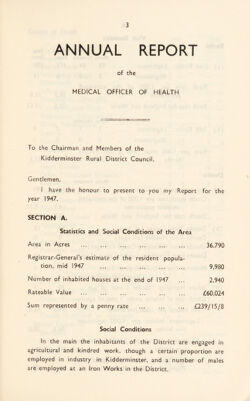 3
ANNUAL REPORT
of the
MEDICAL OFFICER OF HEALTH
To the Chairman and Members of the
Kidderminster Rural District Council.
Gentlemen,
I have the honour to present to you my Report for the
year 1947.
SECTION A.
Statistics and Social Conditions of the Area
Area in Acres ... ... ... ... ... ... 36,790
Registrar-General's estimate of the resident popula-
tion, mid 1947 ... ... ... ... ... 9,980
Number of inhabited houses at the end of 1947 ... 2,940
Rateable Value ... ... ... ... ... ... £60,024
Sum represented by a penny rate ... ... ... £239/15/8
Social Conditions
In the main the inhabitants of the District are engaged in
agricultural and kindred work, though a certain proportion are
employed in industry in Kidderminster, and a number of males
are employed at an Iron Works in the District.